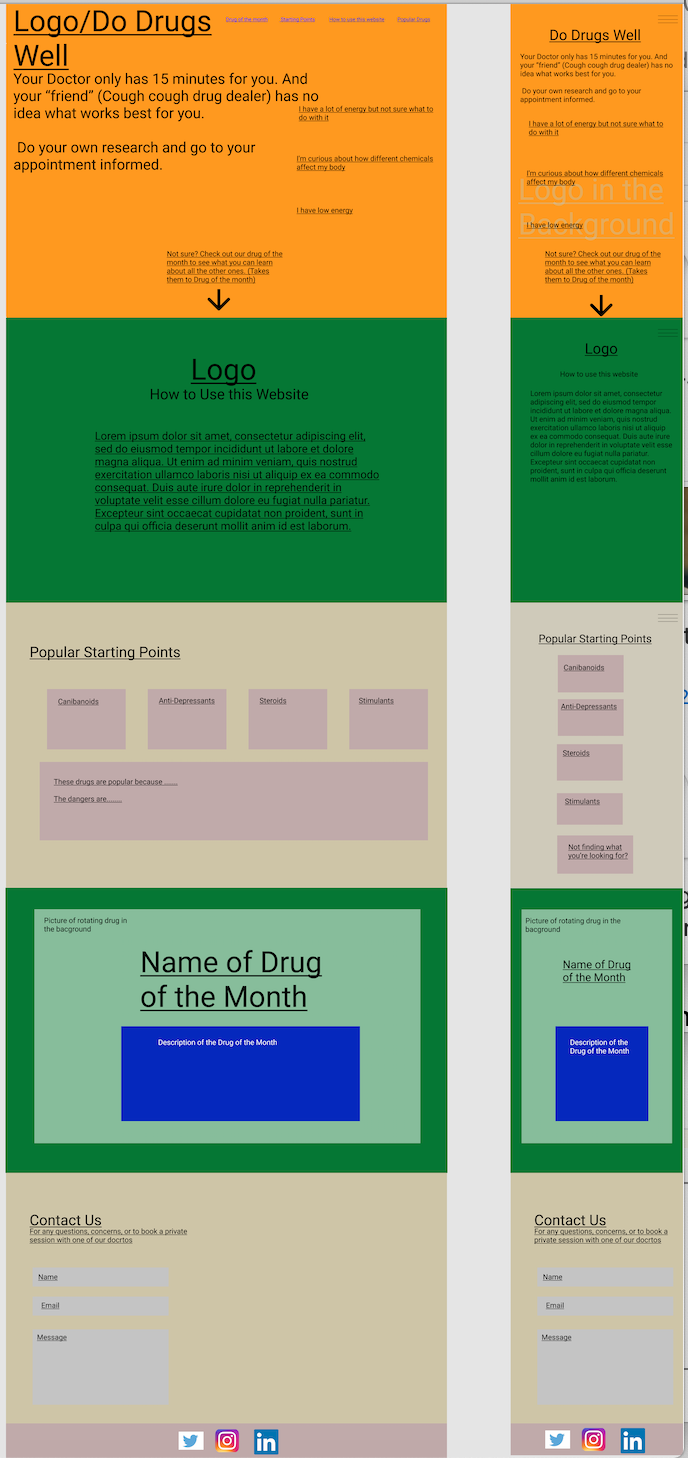 Logo/Do Drugs
Well
Drug of the month
Starting Points
How to use this website
Popular Drugs
Your Doctor only has 15 minutes for you. And
your “friend” (Cough cough drug dealer) has no
idea what works best for you.
Do your own research and go to your
appointment informed.
I have a lot of energy but not sure what to
do with it
I'm curious about how different chemicals
affect my body
I have low energy
Not sure? Check out our drug of the
month to see what you can learn
about all the other ones. (Takes
them to Drug of the month)
Logo
How to Use this Website
Lorem ipsum dolor sit amet, consectetur adipiscing elit,
sed do eiusmod tempor incididunt ut labore et dolore
magna aliqua. Ut enim ad minim veniam, quis nostrud
exercitation ullamco laboris nisi ut aliquip ex ea commodo
consequat. Duis aute irure dolor in reprehenderit in
voluptate velit esse cillum dolore eu fugiat nulla pariatur.
Excepteur sint occaecat cupidatat non proident, sunt in
culpa qui officia deserunt mollit anim id est laborum.
Popular Starting Points
Canibanoids
Anti-Depressants
Steroids
Stimulants
These drugs are popular because .......
The dangers are........
Picture of rotating drug in
the bacground
Name of Drug
of the Month
Description of the Drug of the Month
Contact Us
For any questions, concerns, or to book a private
session with one of our docrtos
Name
Email
Message
in
Do Drugs Well
Your Doctor only has 15 minutes for you. And
your “friend” (Cough cough drug dealer) has no
idea what works best for you.
Do your own research and go to your
appointment informed.
I have a lot of energy but not sure what to
do with it
I'm curious about how different chemicals
affect my body
Logo in the
Background
I have low energy
Not sure? Check out our drug of the
month to see what you can learn
about all the other ones. (Takes
them to Drug of the month)
Logo
How to use this website
Lorem ipsum dolor sit amet, consectetur
adipiscing elit, sed do eiusmod tempor
incididunt ut labore et dolore magna aliqua.
Ut enim ad minim veniam, quis nostrud
exercitation ullamco laboris nisi ut aliquip
ex ea commodo consequat. Duis aute irure
dolor in reprehenderit in voluptate velit esse
cillum dolore eu fugiat nulla pariatur.
Excepteur sint occaecat cupidatat non
proident, sunt in culpa qui officia deserunt
mollit anim id est laborum.
Popular Starting Points
Canibanoids
Anti-Depressants
Steroids
Stimulants
Not finding what
you're looking for?
Picture of rotating drug in the
bacground
Name of Drug
of the Month
Description of the
Drug of the Month
Contact Us
For any questions, concerns, or to book a
private session with one of our docrtos
Name
Email
Message
in